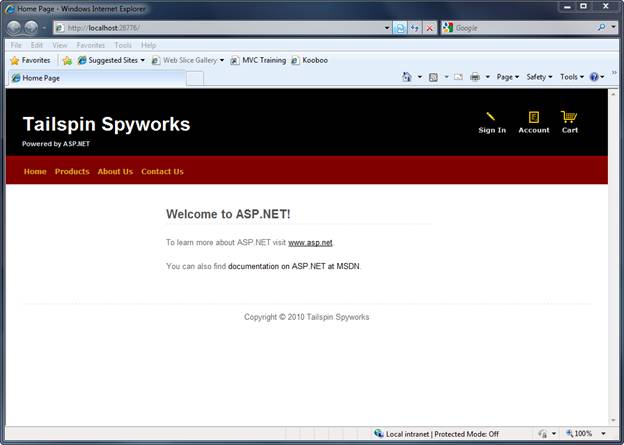 Home Page - Windows Internet Explorer
http://localhost:28776/
Google
File Edit View Favorites Tools Help
Favorites Suggested Sites Web Slice Gallery MVC Training Kooboo
Home Page Page Safety Tools
Tailspin Spyworks
Powered by ASP.NET
Sign In Account Cart
Home Products About Us Contact Us
Welcome to ASP.NET!
To learn more about ASP.NET visit www.asp.net.
You can also find documentation on ASP.NET at MSDN.
Copyright © 2010 Tailspin Spyworks
Local intranet | Protected Mode: Off 100%